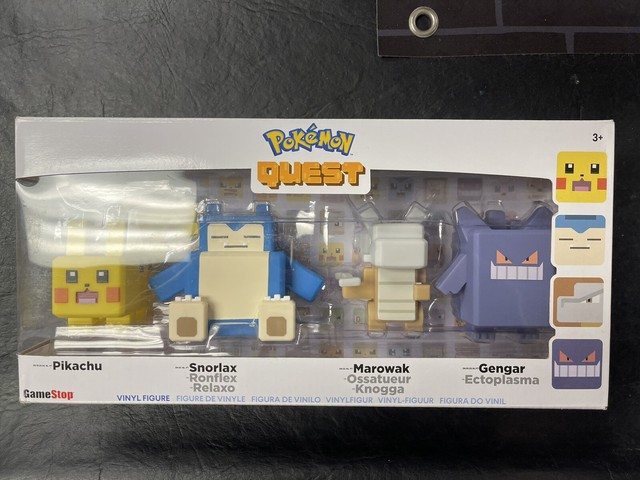 POKéMON
QUEST
3+
Pikachu
Snorlax
Ronflex
Relaxo
Marowak
Ossatueur
Knogga
Gengar
Ectoplasma
GameStop
VINYL FIGURE FIGURE DE VINYLE FIGURA DE VINILO VINYLFIGUR VINYL-FIGUUR FIGURA DO VINIL